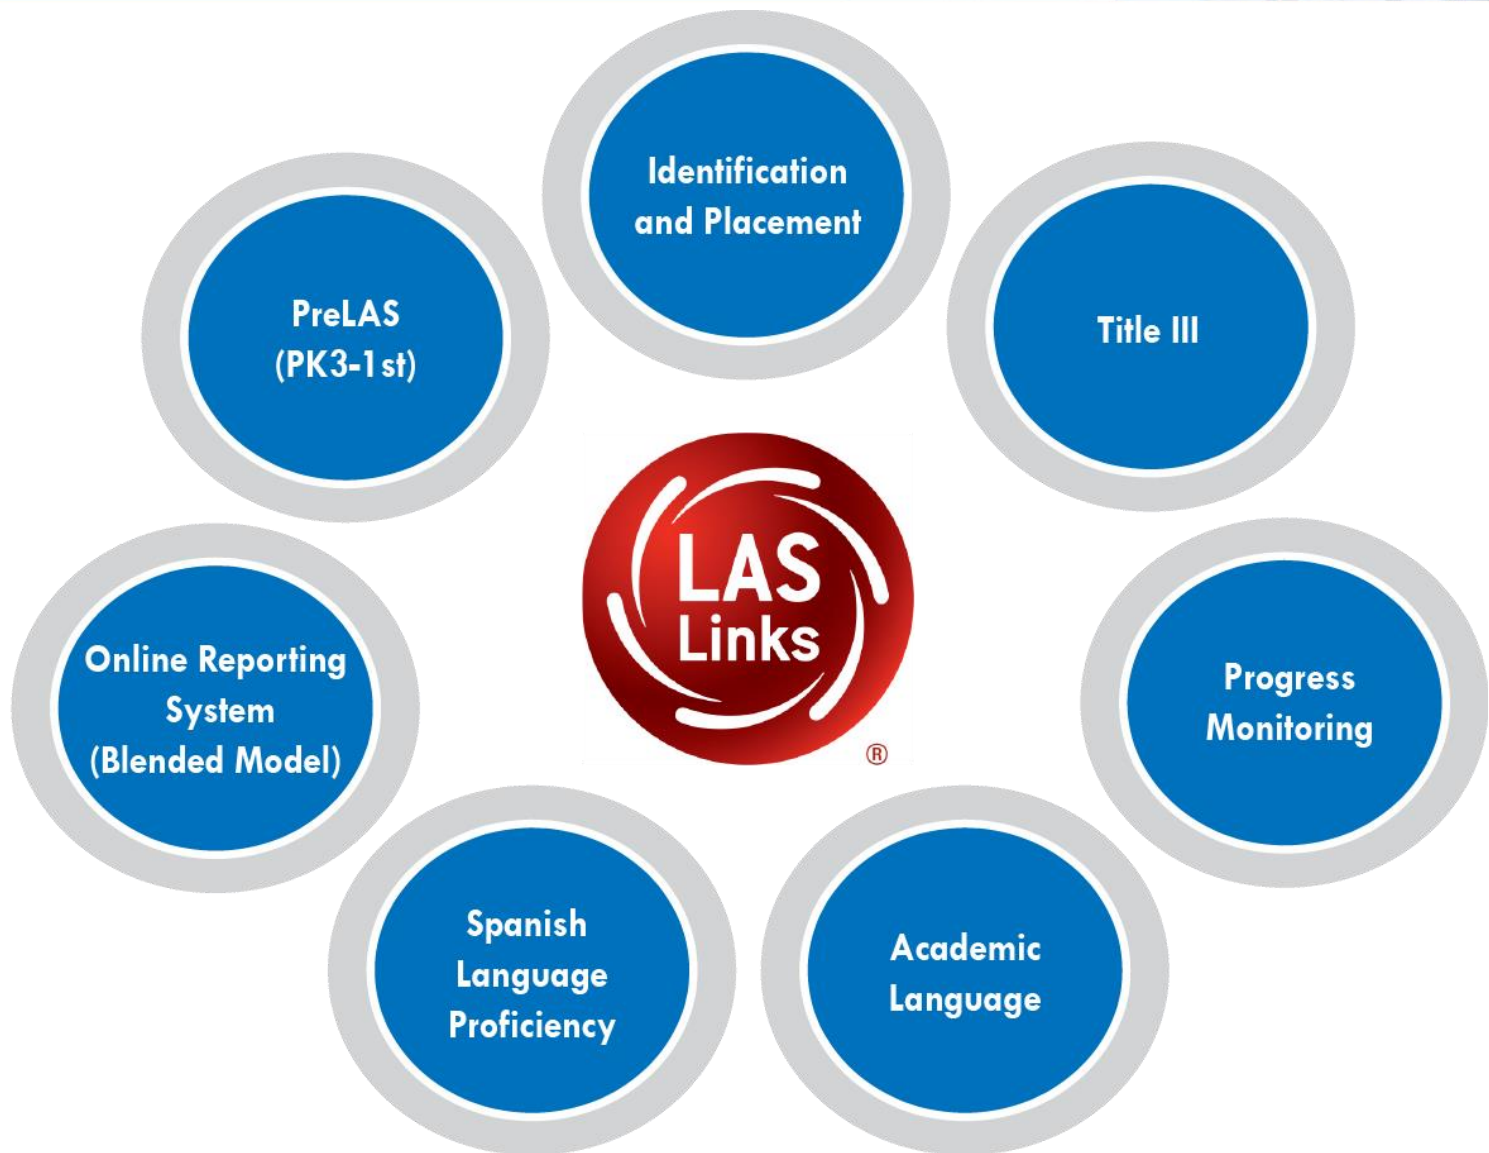 Identification
and Placement
Title III
Progress
Monitoring
Academic
Language
Spanish
Language
Proficiency
Online Reporting
System
(Blended Model)
PreLAS
(PK3-1st)
LAS
Links
®